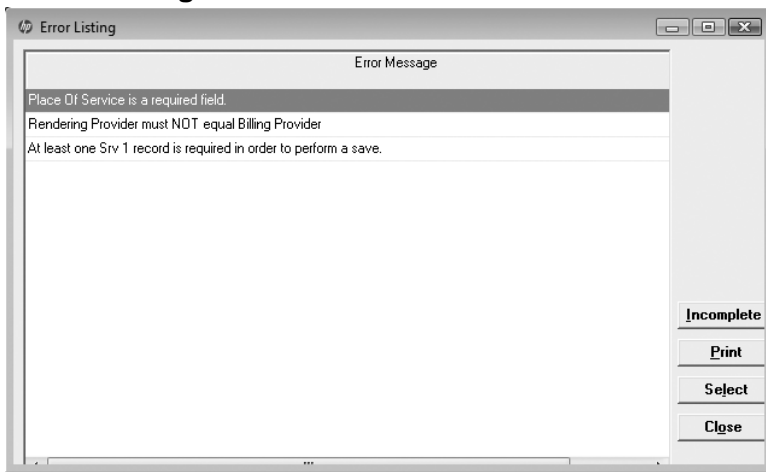 Error Listing
Error Message
Place Of Service is a required field.
Rendering Provider must NOT equal Billing Provider
At least one Srv 1 record is required in order to perform a save.
Incomplete
Print
Select
Close